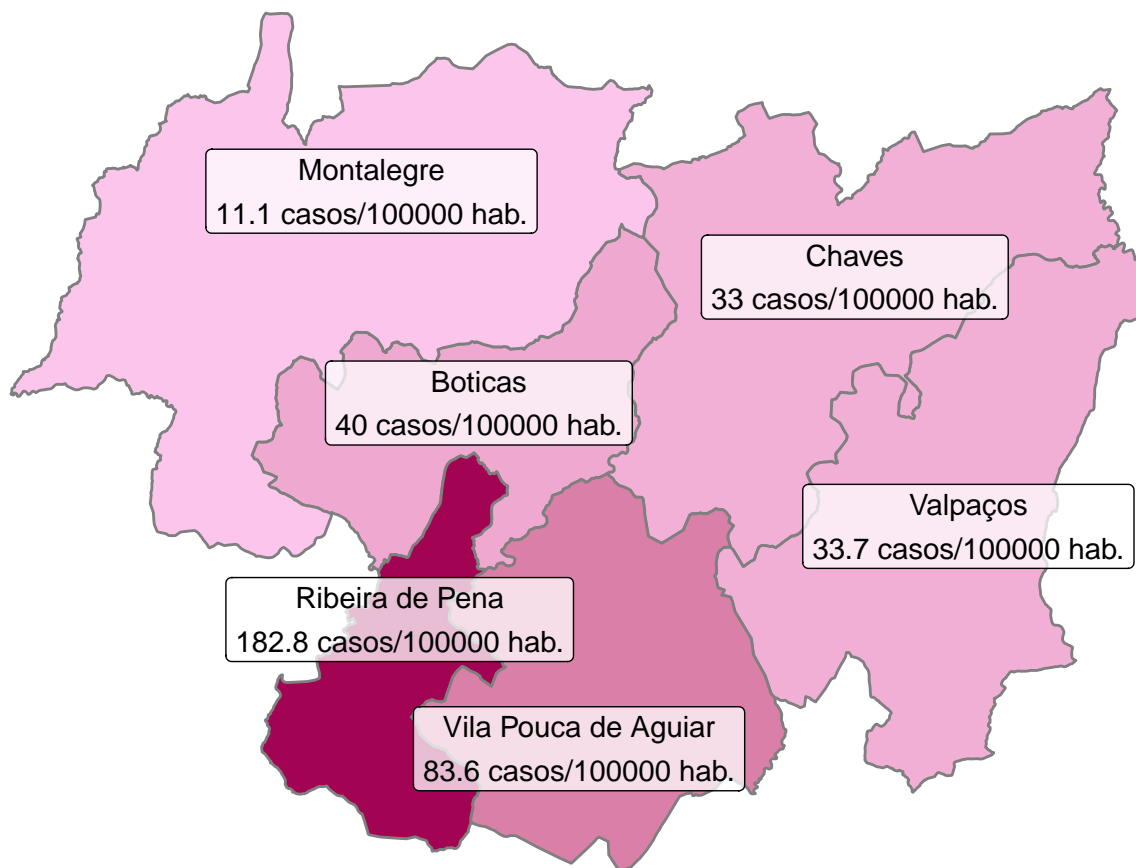 Montalegre
11.1 casos/100000 hab.
Chaves
33 casos/100000 hab.
Boticas
40 casos/100000 hab.
Valpaços
33.7 casos/100000 hab.
Ribeira de Pena
182.8 casos/100000 hab.
Vila Pouca de Aguiar
83.6 casos/100000 hab.